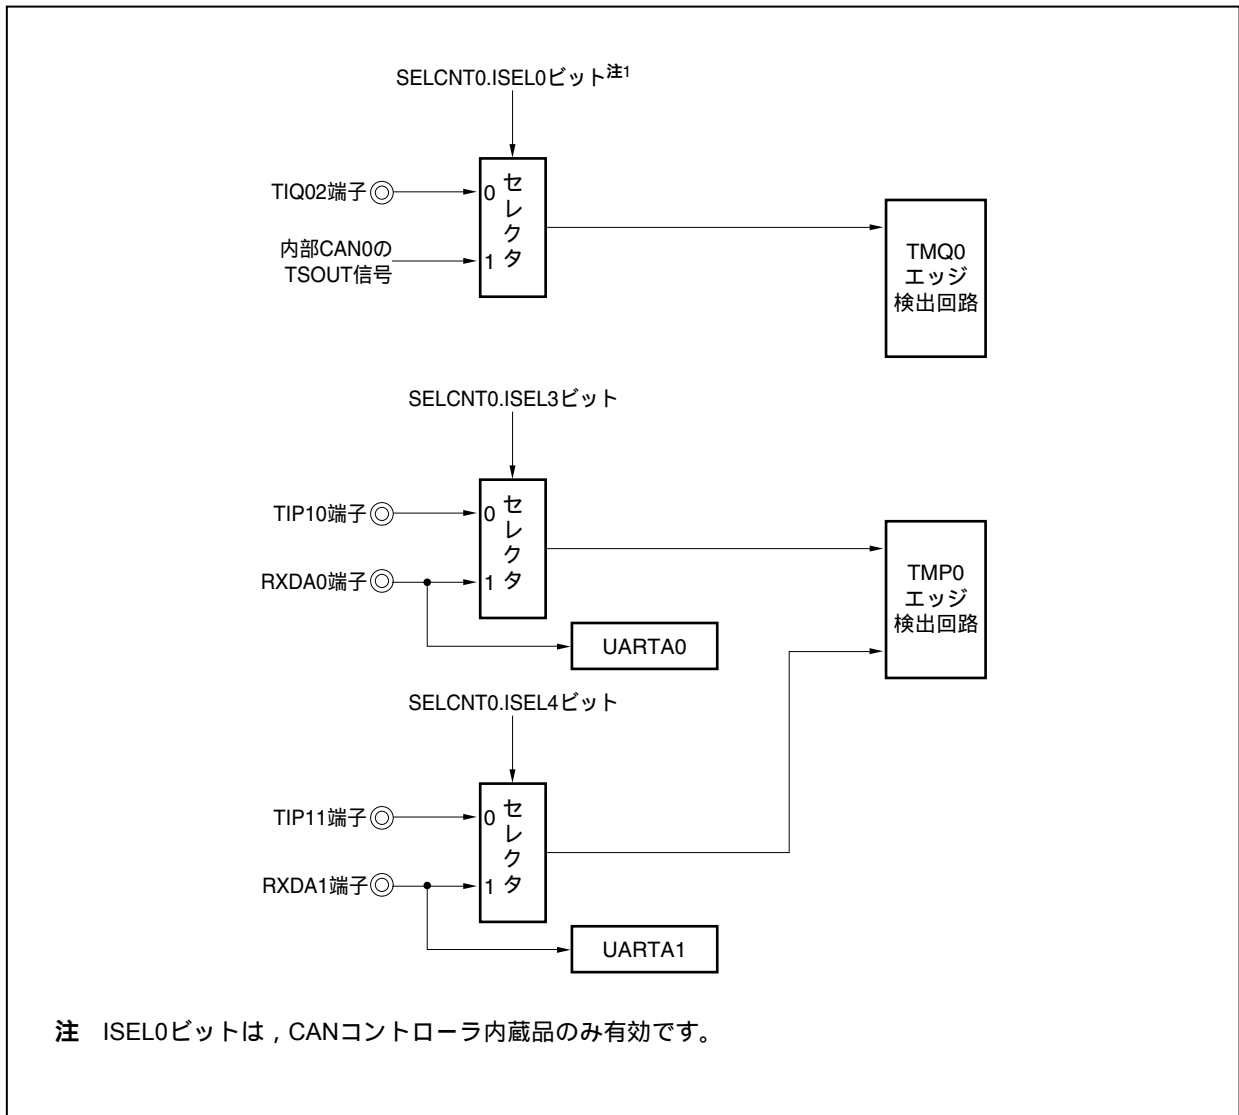 SELCNT0.ISEL0ビット注1
TIQ02端子
0
セレクタ
内部CAN0の
TSOUT信号
1
TMQ0
エッジ
検出回路
SELCNT0.ISEL3ビット
TIP10端子
0
セレクタ
RXDA0端子
1
TMP0
エッジ
検出回路
UARTA0
SELCNT0.ISEL4ビット
TIP11端子
0
セレクタ
RXDA1端子
1
UARTA1
注 ISEL0ビットは，CANコントローラ内蔵品のみ有効です。